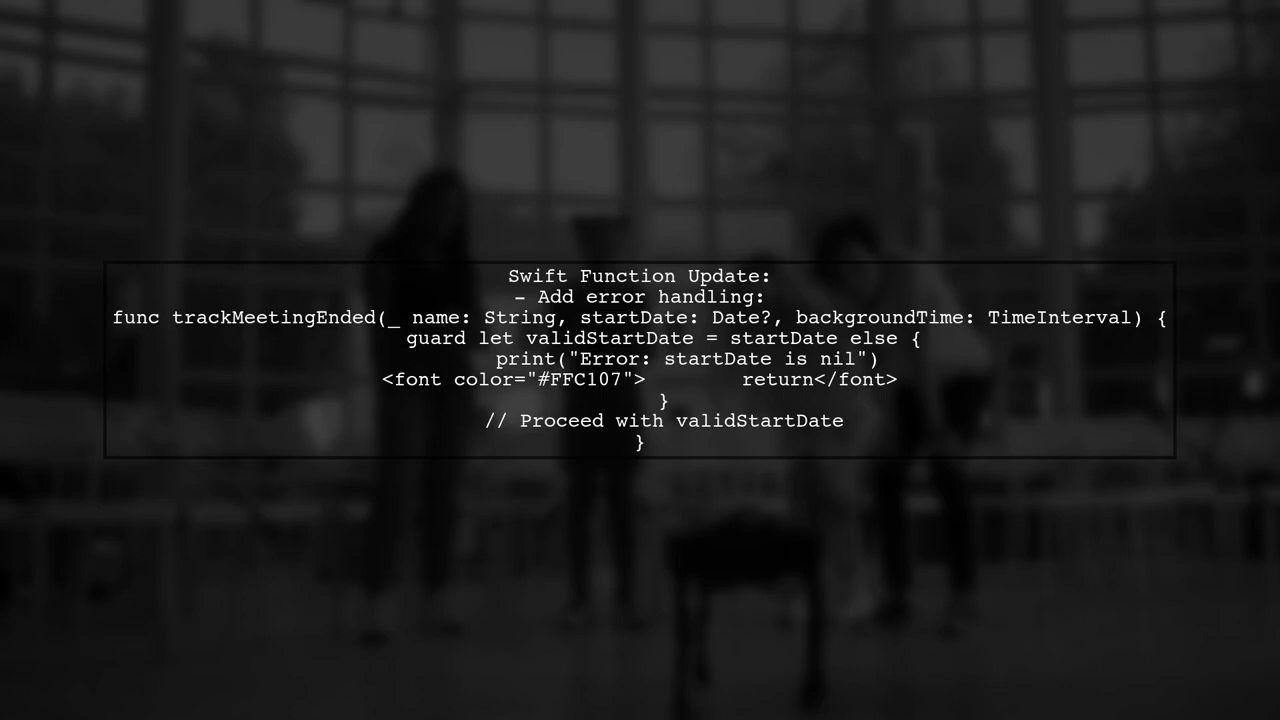 Swift Function Update:
- Add error handling:
func trackMeetingEnded(_ name: String, startDate: Date?, backgroundTime: TimeInterval) {
guard let validStartDate = startDate else {
print("Error: startDate is nil")
<font color="#FFC107">        return</font>
}
// Proceed with validStartDate
}